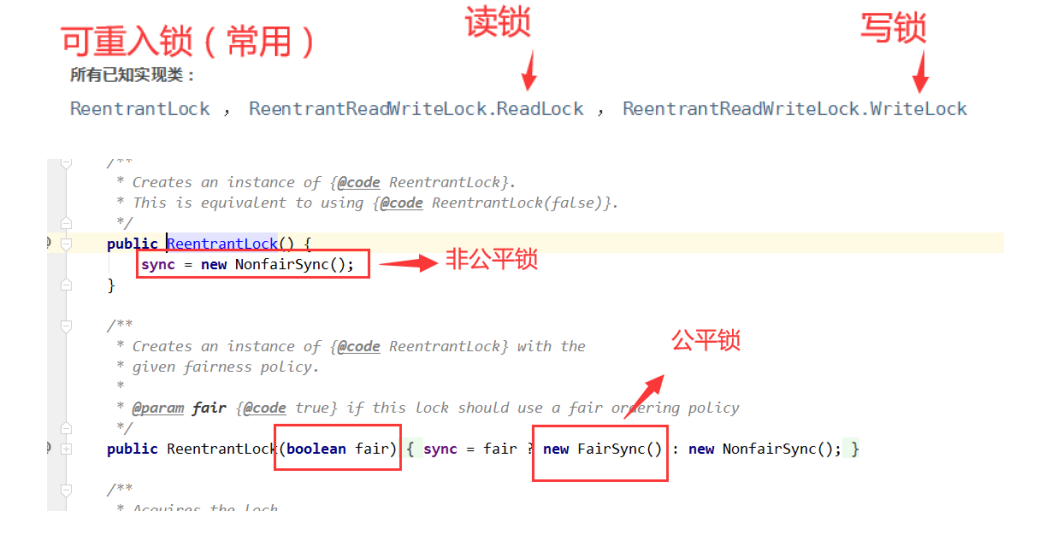 可重入锁（常用）
读锁
写锁
所有已知实现类：
ReentrantLock ， ReentrantReadWriteLock.ReadLock ， ReentrantReadWriteLock.WriteLock
/**
* Creates an instance of {@code ReentrantLock}.
* This is equivalent to using {@code ReentrantLock(false)}.
*/
public ReentrantLock() {
sync = new NonfairSync();
非公平锁
}
/**
* Creates an instance of {@code ReentrantLock} with the
公平锁
* given fairness policy.
*
* @param fair {@code true} if this lock should use a fair ordering policy
*/
public ReentrantLock(boolean fair) { sync = fair ? new FairSync() : new NonfairSync(); }
/**
* Acquires the lock